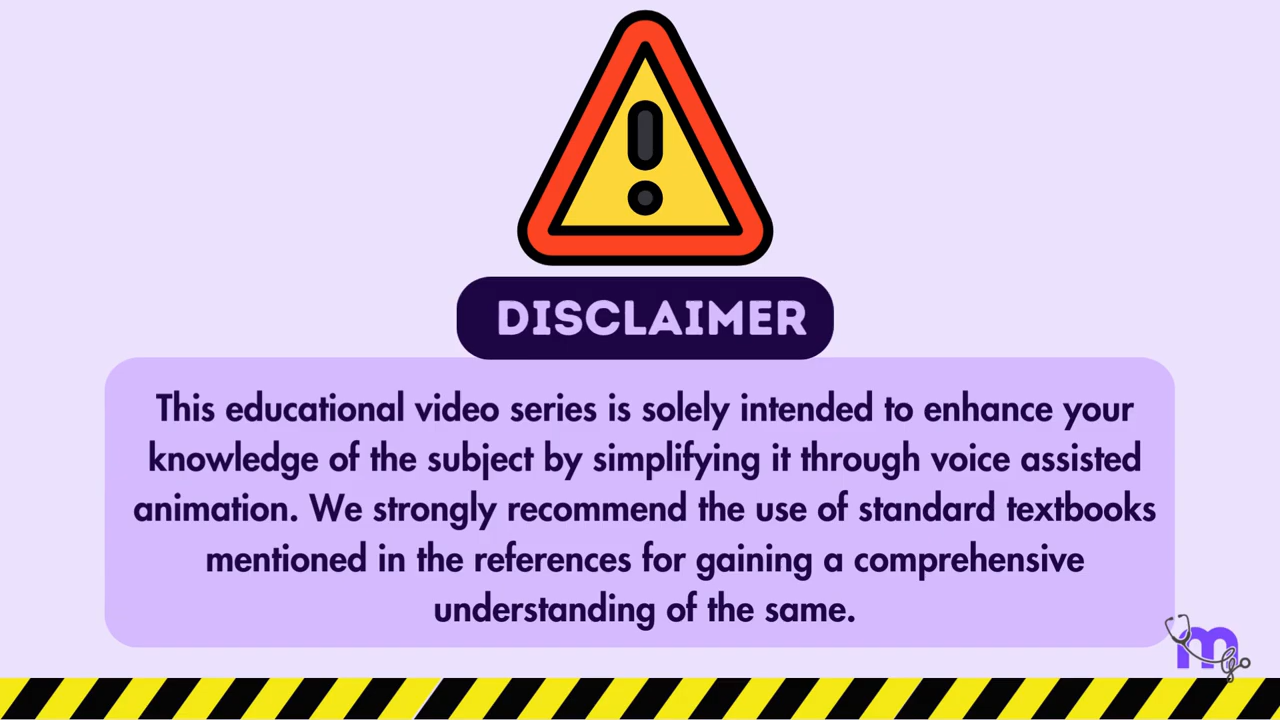 DISCLAIMER
This educational video series is solely intended to enhance your
knowledge of the subject by simplifying it through voice assisted
animation. We strongly recommend the use of standard textbooks
mentioned in the references for gaining a comprehensive
understanding of the same.
m
go